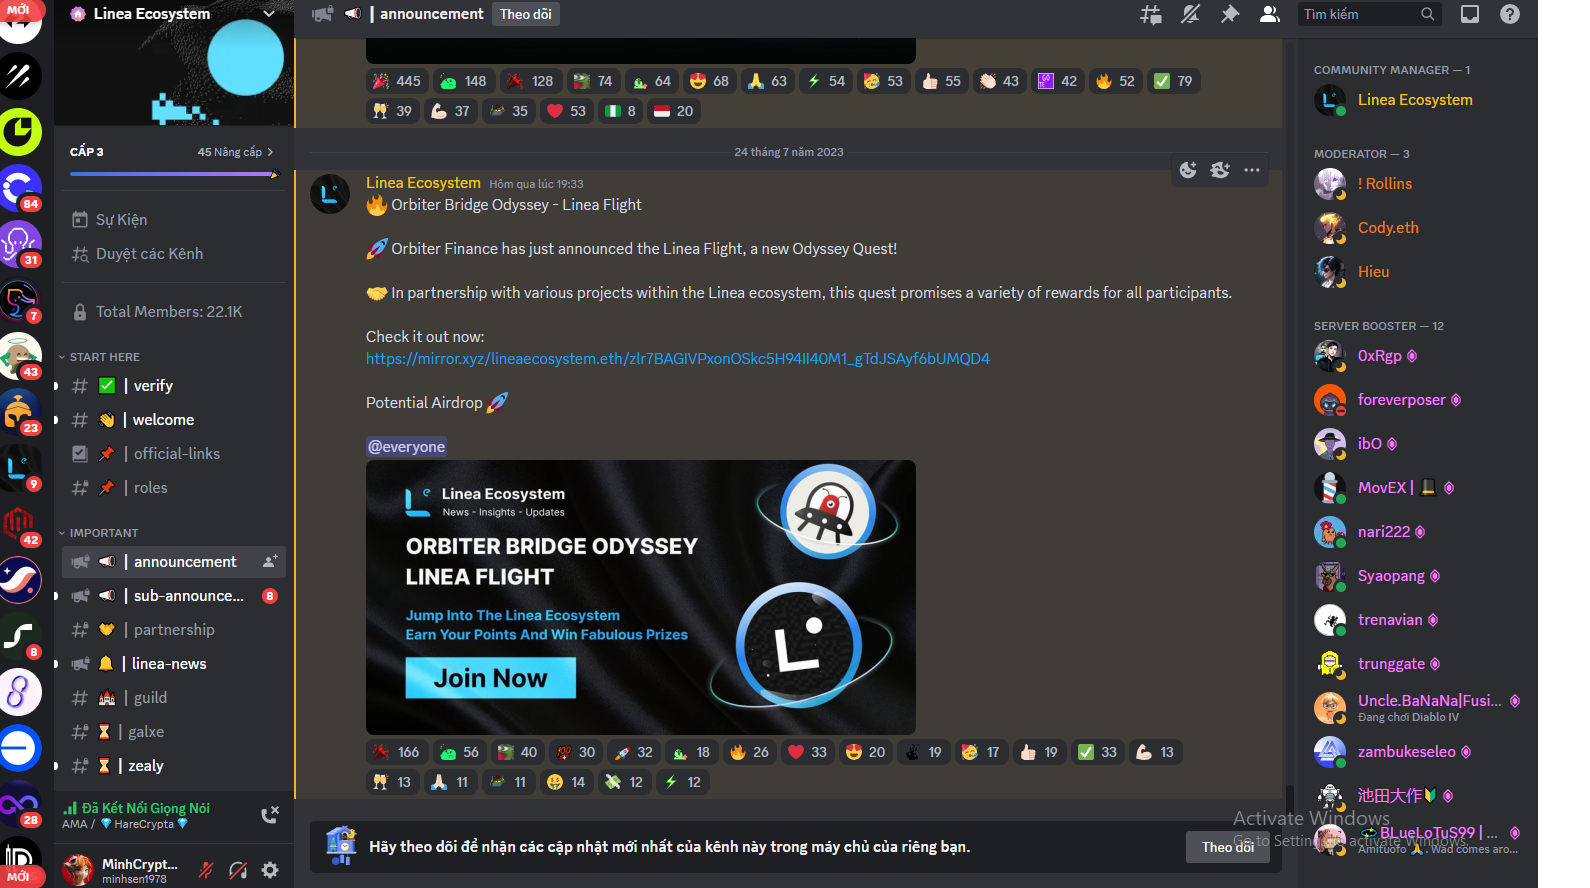 MỚI
84
31
7
43
23
9
42
8
28
MỚI
Linea Ecosystem
CẤP 3
45 Nâng cấp
Sự Kiện
Duyệt các Kênh
Total Members: 22.1K
START HERE
| verify
| welcome
| official-links
| roles
IMPORTANT
| announcement
| sub-announce... 8
| partnership
| linea-news
| guild
| galxe
| zealy
Đã Kết Nối Giọng Nói
AMA / 💎 HareCrypta 💎
MinhCrypt...
minhsen1978
| announcement Theo dõi
Tìm kiếm
445 148 128 74 64 68 63 54 53 55 43 42 52 79
39 37 35 53 8 20
24 tháng 7 năm 2023
Linea Ecosystem Hôm qua lúc 19:33
🔥 Orbiter Bridge Odyssey - Linea Flight
🚀 Orbiter Finance has just announced the Linea Flight, a new Odyssey Quest!
🤝 In partnership with various projects within the Linea ecosystem, this quest promises a variety of rewards for all participants.
Check it out now:
Potential Airdrop 🚀
@everyone
Linea Ecosystem
News - Insights - Updates
ORBITER BRIDGE ODYSSEY
LINEA FLIGHT
Jump Into The Linea Ecosystem
Earn Your Points And Win Fabulous Prizes
Join Now
166 56 40 30 32 18 26 33 20 19 17 19 33 13
13 11 11 14 12 12
Hãy theo dõi để nhận các cập nhật mới nhất của kênh này trong máy chủ của riêng bạn.
Theo dõi
COMMUNITY MANAGER — 1
Linea Ecosystem
MODERATOR — 3
! Rollins
Cody.eth
Hieu
SERVER BOOSTER — 12
0xRgp
foreverposer
ibO
MovEX | 🎩
nari222
Syaopang
trenavian
trunggate
Uncle.BaNaNa|Fusi...
Đang chơi Diablo IV
zambukeseleo
池田大作🔰
BLueLoTuS99 | ...
Amituofo 🙏. Wad comes aro...
Activate Windows
Go to Settings to activate Windows.